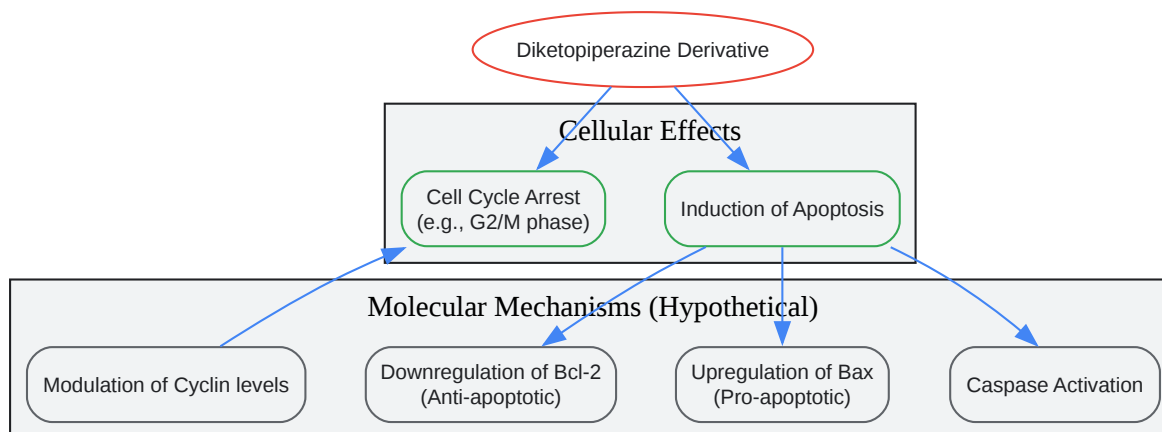 Diketopiperazine Derivative
Cellular Effects
Cell Cycle Arrest
(e.g., G2/M phase)
Induction of Apoptosis
Molecular Mechanisms (Hypothetical)
Modulation of Cyclin levels
Downregulation of Bcl-2
(Anti-apoptotic)
Upregulation of Bax
(Pro-apoptotic)
Caspase Activation